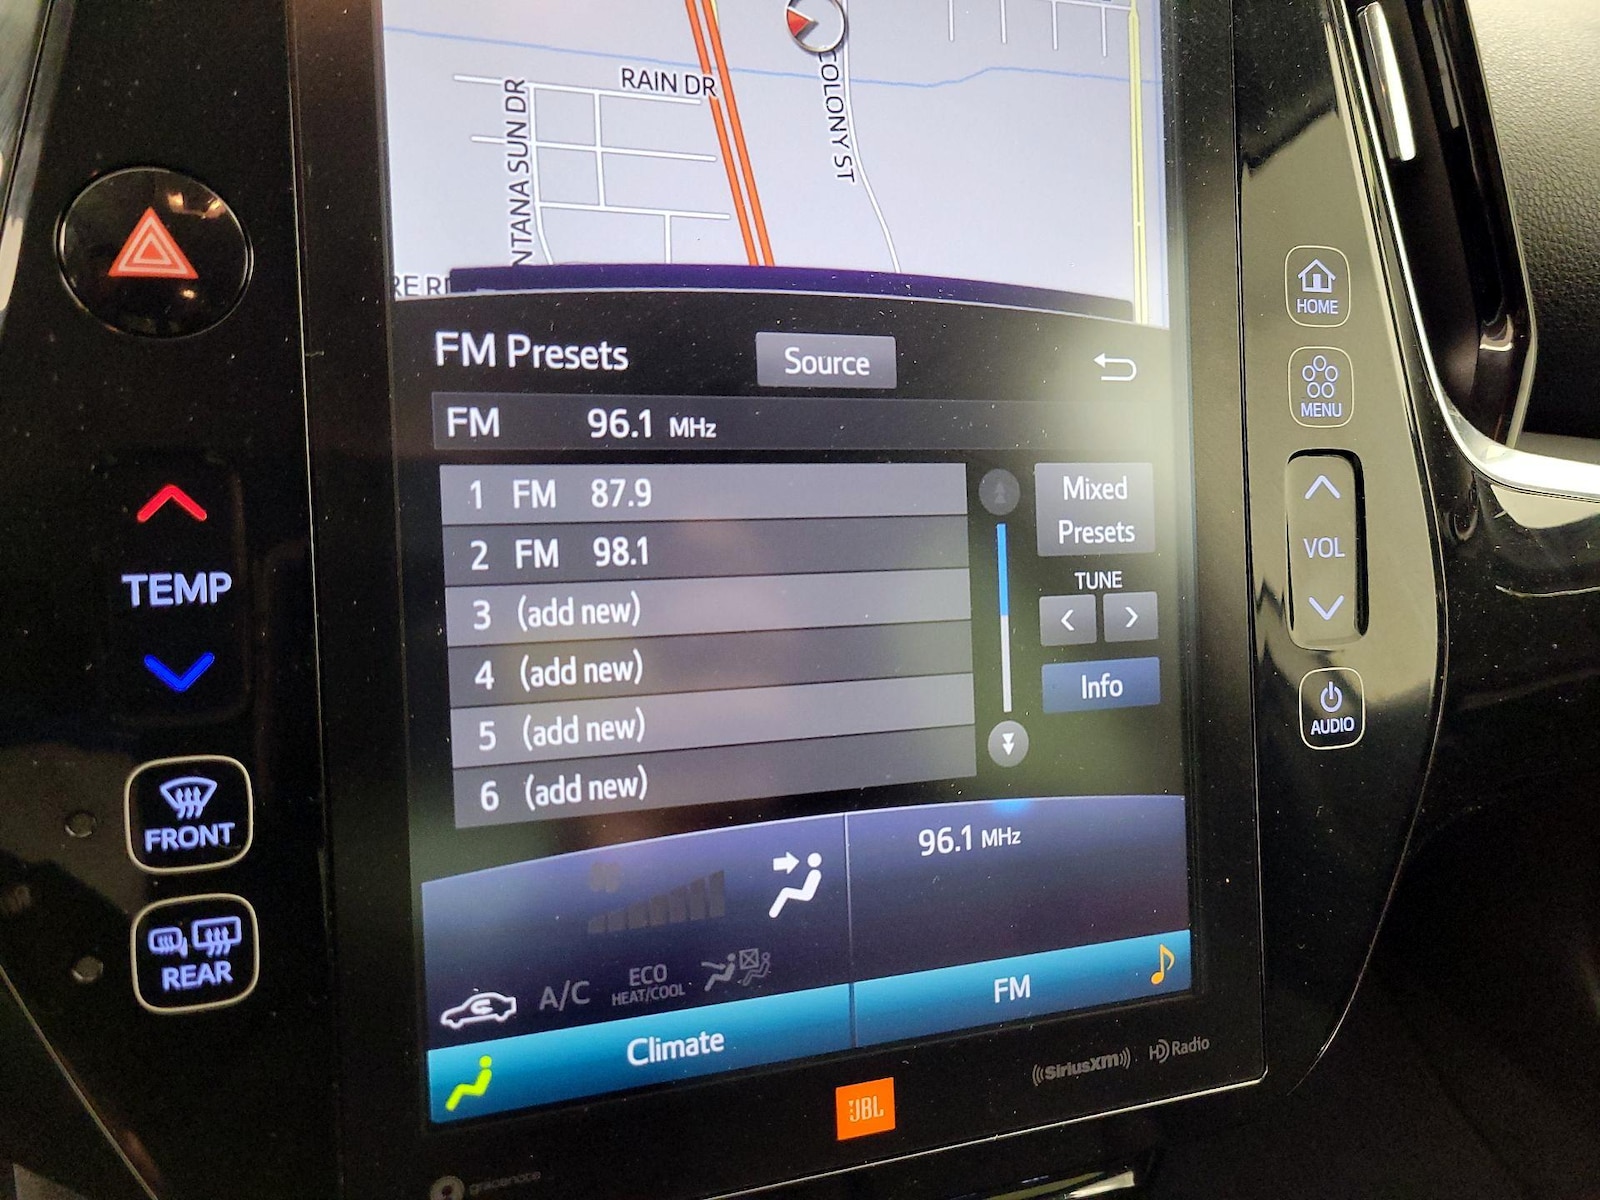 RAIN DR
NTANA SUN DR
COLONY ST
RE R
FM Presets
Source
FM 96.1 MHz
1 FM 87.9
2 FM 98.1
3 (add new)
4 (add new)
5 (add new)
6 (add new)
Mixed
Presets
TUNE
< >
Info
96.1 MHz
A/C
ECO
HEAT/COOL
Climate
FM
TEMP
FRONT
REAR
HOME
MENU
VOL
AUDIO
JBL
SiriusXM
HD Radio
gracenote